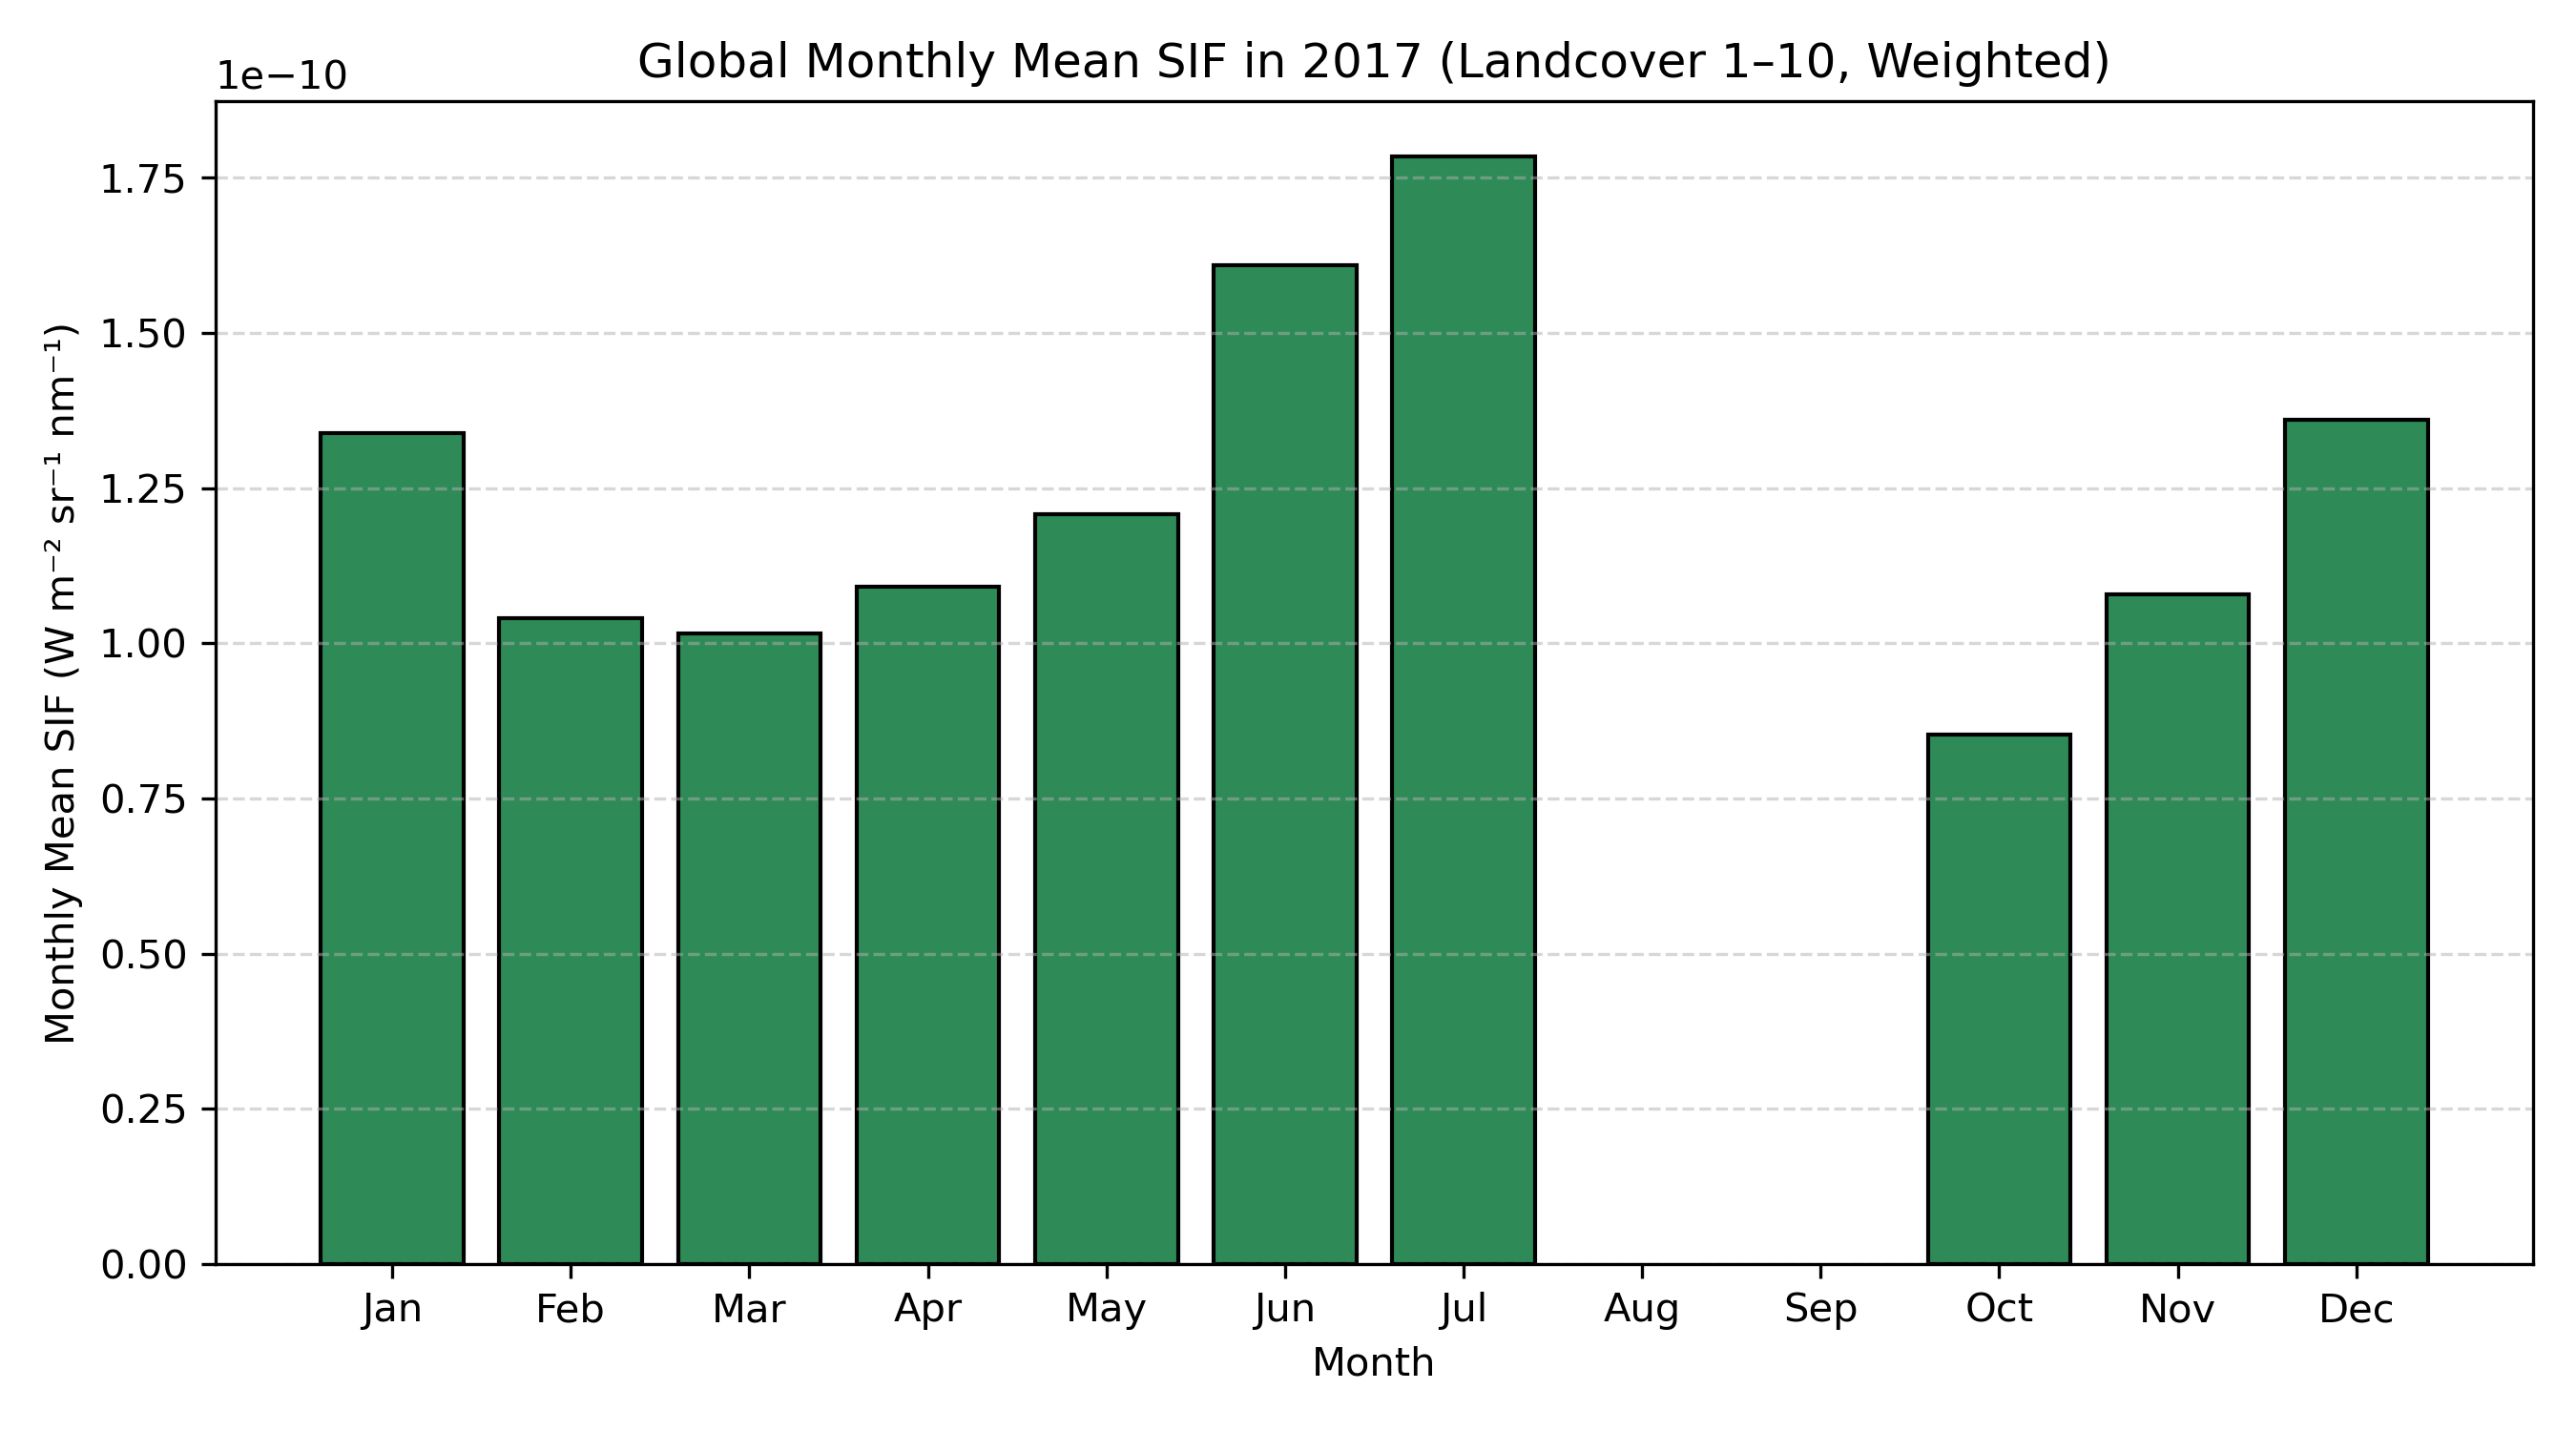 Global Monthly Mean SIF in 2017 (Landcover 1–10, Weighted)
1e−10
1.75
1.50
1.25
1.00
0.75
0.50
0.25
0.00
Monthly Mean SIF (W m⁻² sr⁻¹ nm⁻¹)
Jan Feb Mar Apr May Jun Jul Aug Sep Oct Nov Dec
Month